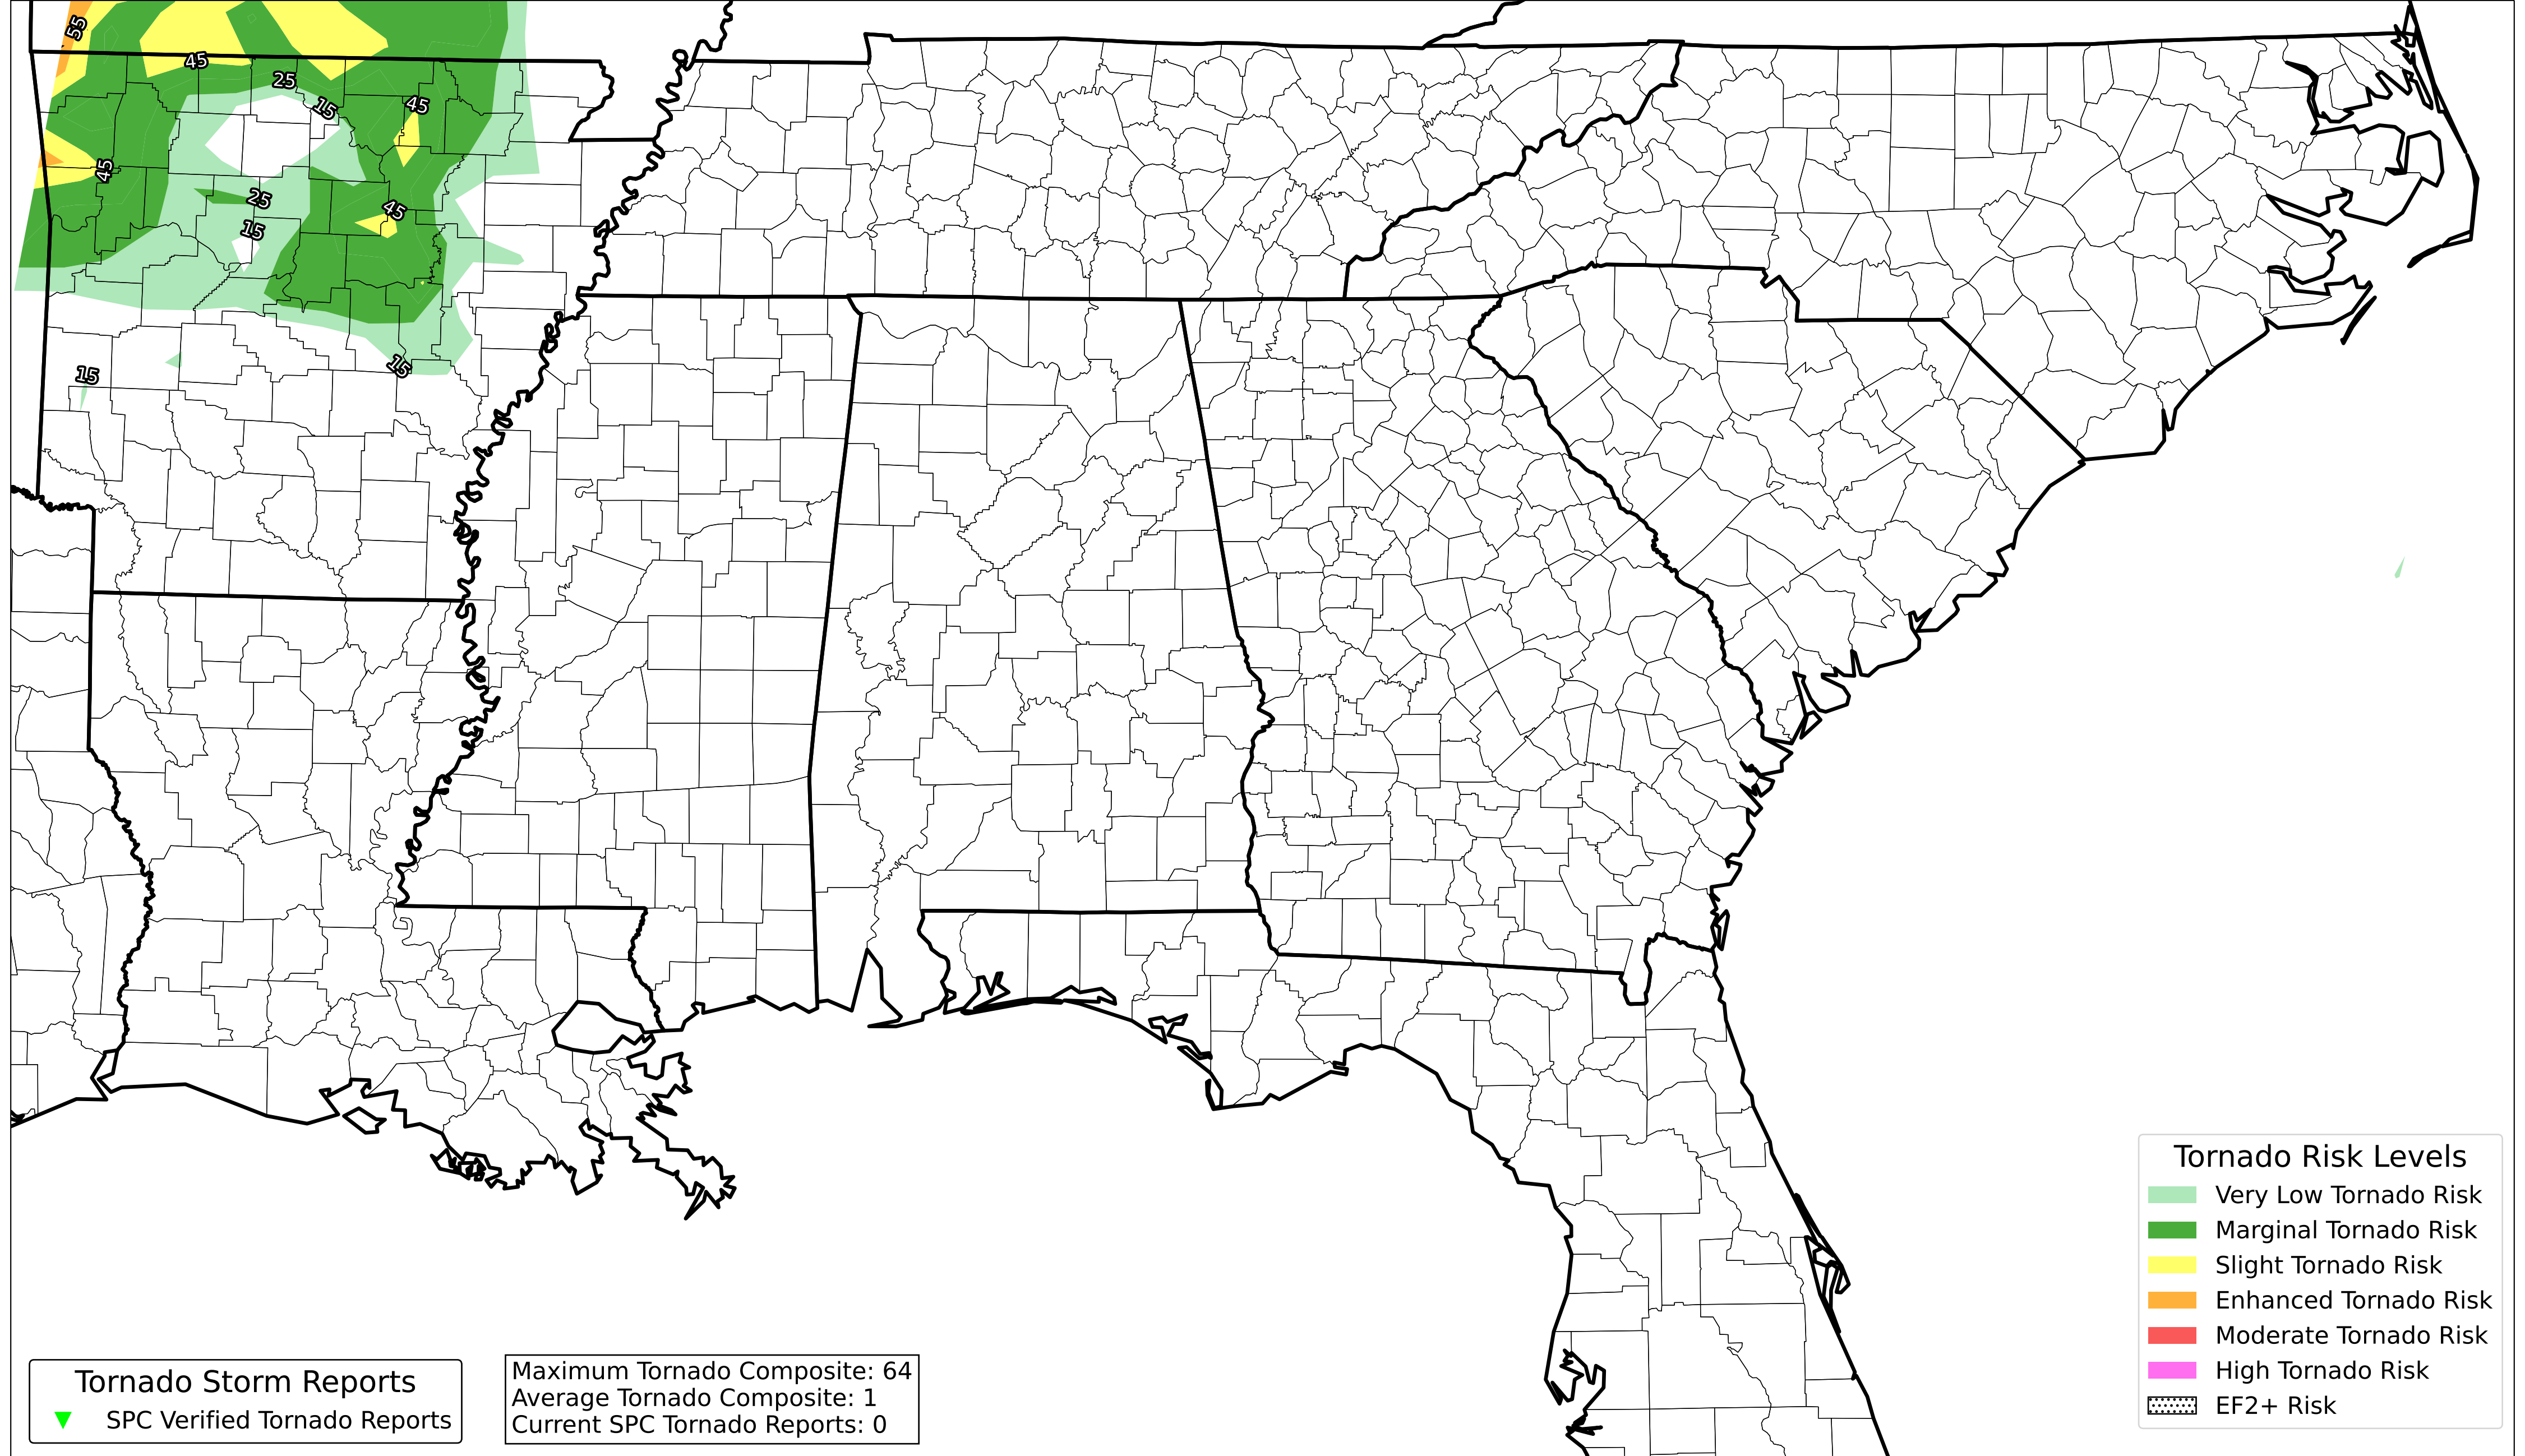 55
45
25
15
45
45
25
45
15
15
15
Tornado Risk Levels
Very Low Tornado Risk
Marginal Tornado Risk
Slight Tornado Risk
Enhanced Tornado Risk
Moderate Tornado Risk
High Tornado Risk
EF2+ Risk
Tornado Storm Reports
SPC Verified Tornado Reports
Maximum Tornado Composite: 64
Average Tornado Composite: 1
Current SPC Tornado Reports: 0